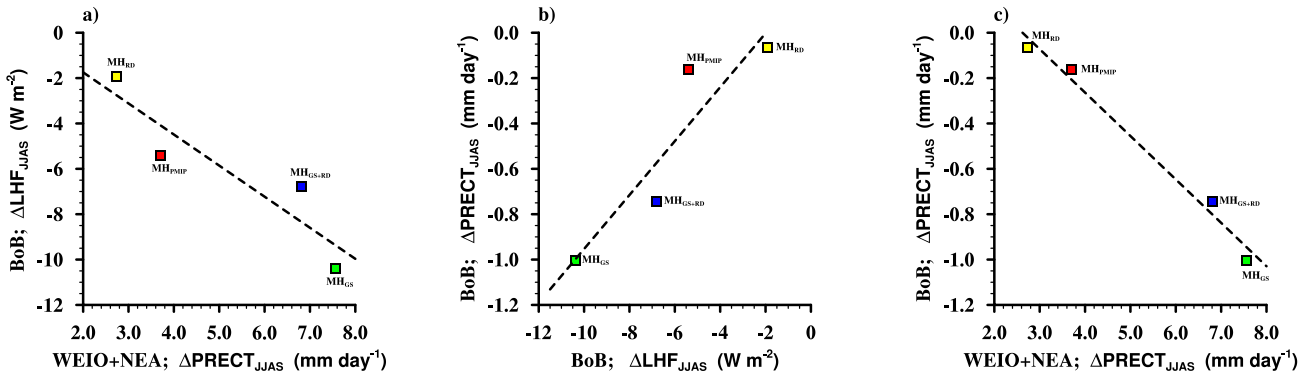 a)
BoB; ΔLHF_JJAS (W m⁻²)
0
-2
-4
-6
-8
-10
-12
MH_RD
MH_PMIP
MH_GS+RD
MH_GS
2.0 3.0 4.0 5.0 6.0 7.0 8.0
WEIO+NEA; ΔPRECT_JJAS (mm day⁻¹)
b)
BoB; ΔPRECT_JJAS (mm day⁻¹)
0.0
-0.2
-0.4
-0.6
-0.8
-1.0
-1.2
MH_PMIP
MH_RD
MH_GS+RD
MH_GS
-12 -10 -8 -6 -4 -2 0
BoB; ΔLHF_JJAS (W m⁻²)
c)
BoB; ΔPRECT_JJAS (mm day⁻¹)
0.0
-0.2
-0.4
-0.6
-0.8
-1.0
-1.2
MH_RD
MH_PMIP
MH_GS+RD
MH_GS
2.0 3.0 4.0 5.0 6.0 7.0 8.0
WEIO+NEA; ΔPRECT_JJAS (mm day⁻¹)